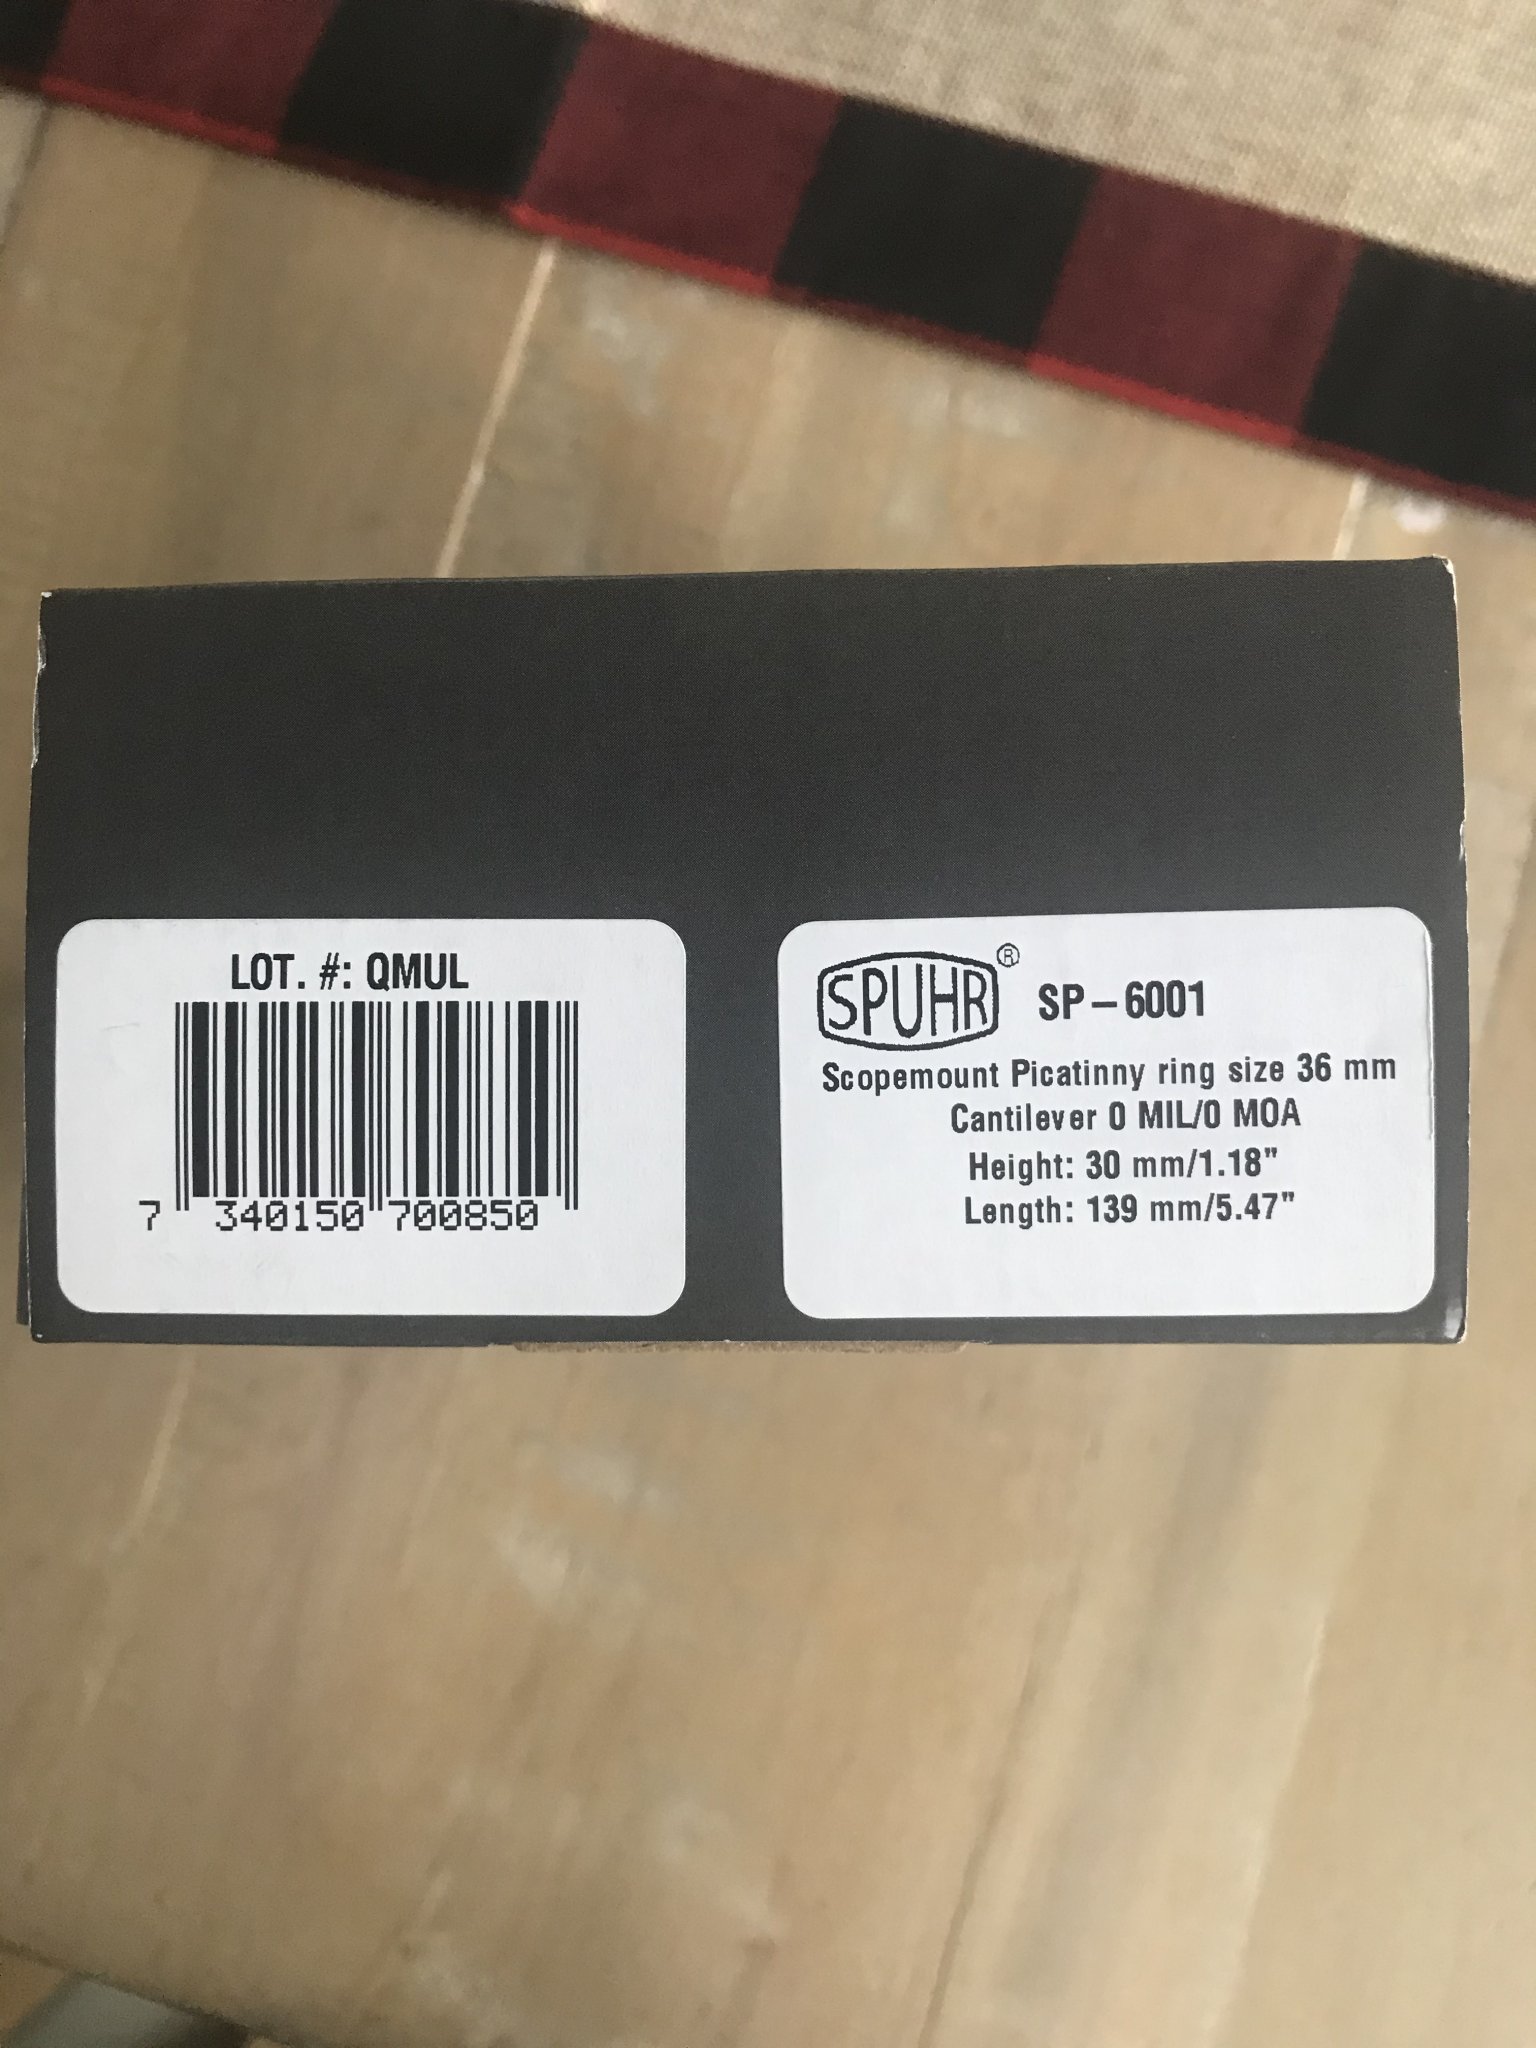 LOT. #: QMUL
7 340150 700850
SPUHR® SP-6001
Scopemount Picatinny ring size 36 mm
Cantilever 0 MIL/0 MOA
Height: 30 mm/1.18"
Length: 139 mm/5.47"